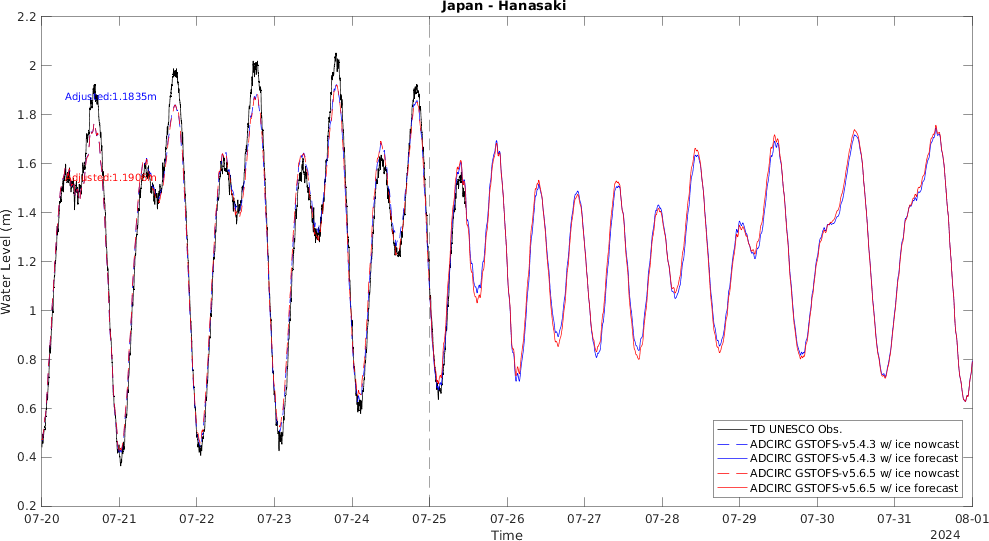 Japan - Hanasaki
Water Level (m)
2.2
2
1.8
1.6
1.4
1.2
1
0.8
0.6
0.4
0.2
Adjusted:1.1835m
07-20
07-21
07-22
07-23
07-24
07-25
07-26
07-27
07-28
07-29
07-30
07-31
08-01
Time
2024
TD UNESCO Obs.
ADCIRC GSTOFS-v5.4.3 w/ ice nowcast
ADCIRC GSTOFS-v5.4.3 w/ ice forecast
ADCIRC GSTOFS-v5.6.5 w/ ice nowcast
ADCIRC GSTOFS-v5.6.5 w/ ice forecast